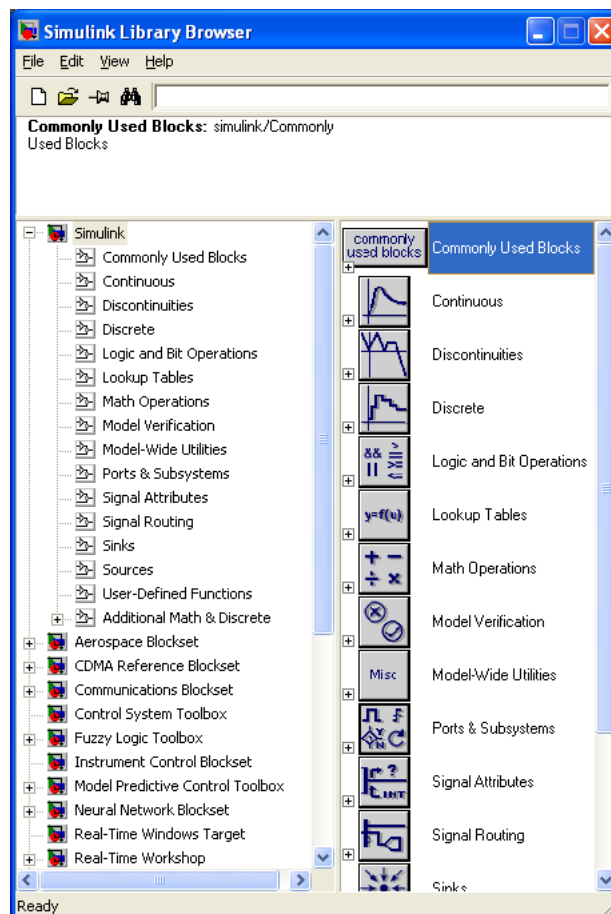 Simulink Library Browser
File Edit View Help
Commonly Used Blocks: simulink/Commonly
Used Blocks
Simulink
Commonly Used Blocks
Continuous
Discontinuities
Discrete
Logic and Bit Operations
Lookup Tables
Math Operations
Model Verification
Model-Wide Utilities
Ports & Subsystems
Signal Attributes
Signal Routing
Sinks
Sources
User-Defined Functions
Additional Math & Discrete
Aerospace Blockset
CDMA Reference Blockset
Communications Blockset
Control System Toolbox
Fuzzy Logic Toolbox
Instrument Control Blockset
Model Predictive Control Toolbox
Neural Network Blockset
Real-Time Windows Target
Real-Time Workshop
commonly
used blocks
Commonly Used Blocks
Continuous
Discontinuities
Discrete
&& > =
|| >= <=
Logic and Bit Operations
y=f(u)
Lookup Tables
+ −
÷ ×
Math Operations
Model Verification
Misc
Model-Wide Utilities
Y
N
Ports & Subsystems
?
t, INT
Signal Attributes
Signal Routing
Sinks
Ready